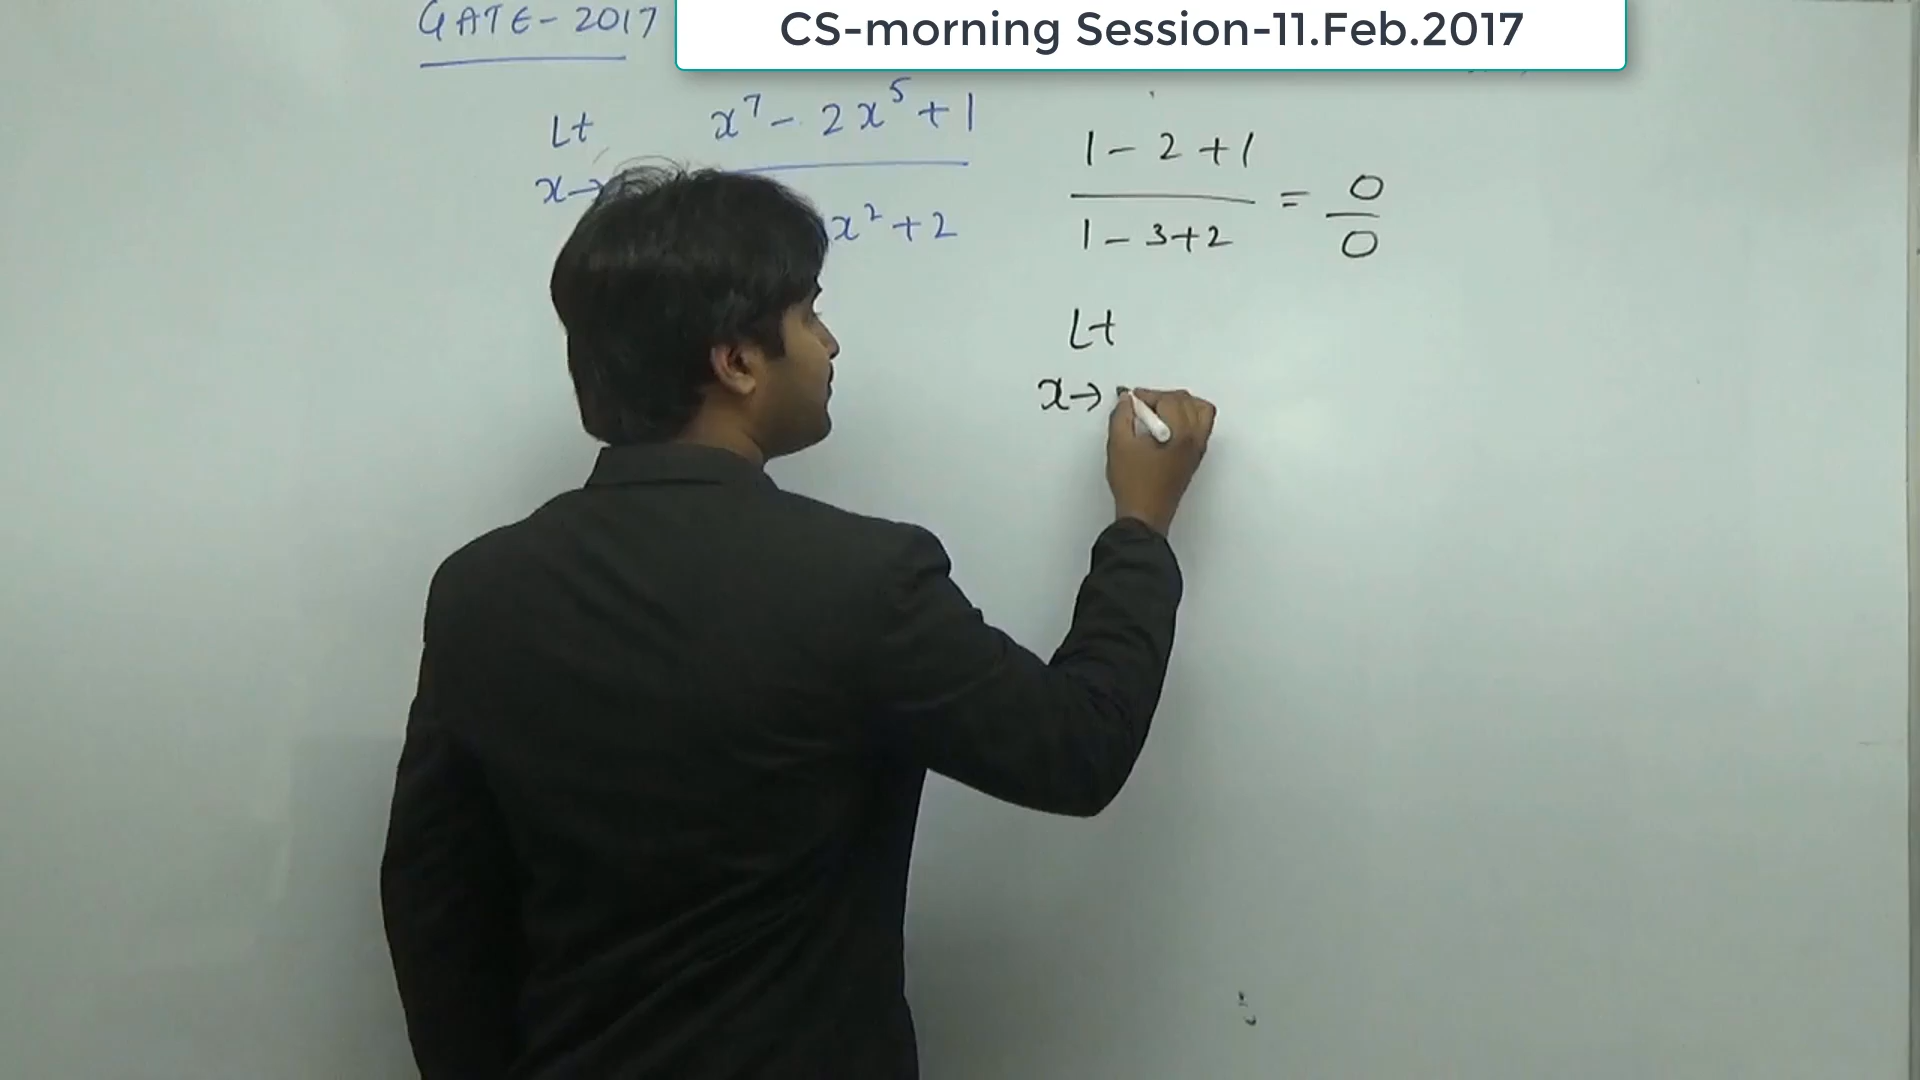 GATE-2017
CS-morning Session-11.Feb.2017
Lt
x→
x⁷ - 2x⁵ + 1
x² + 2
1 - 2 + 1
1 - 3 + 2
= 0
0
Lt
x→